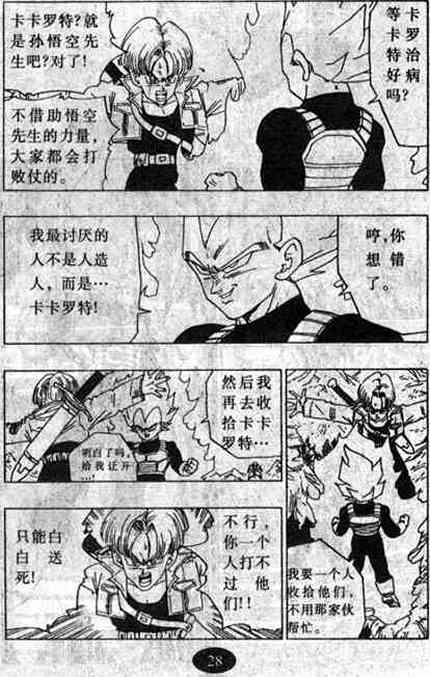 等卡
卡罗
特治
好病
吗?
卡卡罗特?就
是孙悟空先
生吧?对了!
不借助悟空
先生的力量,
大家都会打
败仗的。
哼,你
想错
了。
我最讨厌的
人不是人造
人,而是…
卡卡罗特!
我要一个人
收给他们,
不用那家伙
帮忙。
然后我
再去收
拾卡卡
罗特…
明白了吗,
给我让开
…!
不行,
你一个
人打不
过他
们!!
只能白
白送
死!
28